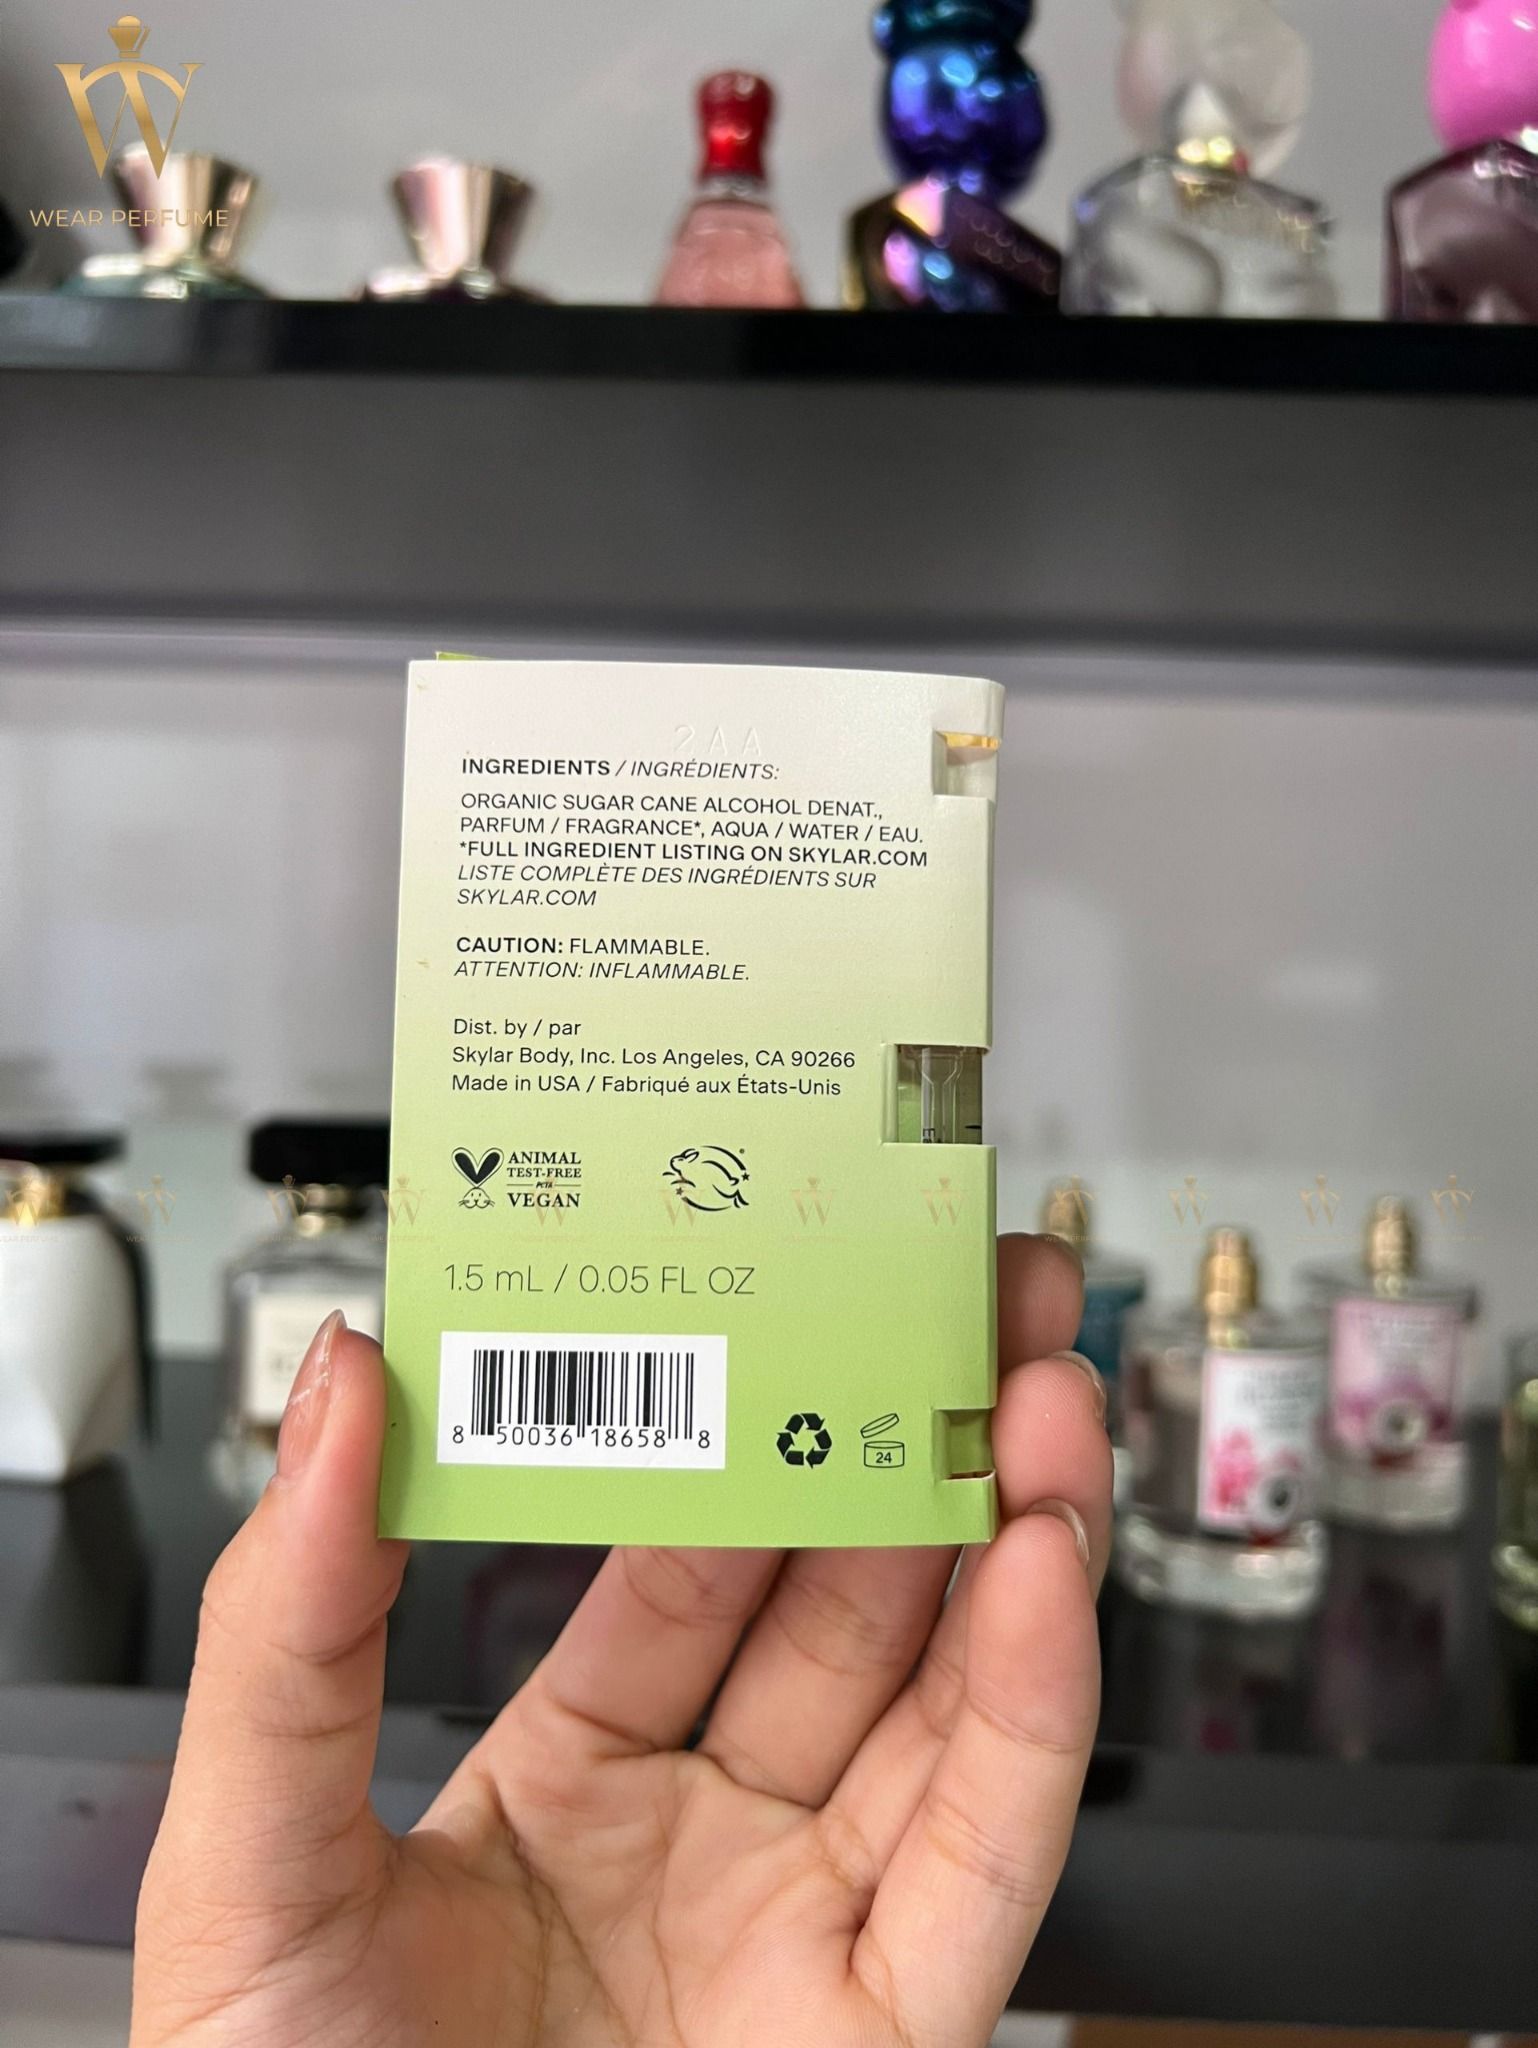 WEAR PERFUME
2AA
INGREDIENTS / INGRÉDIENTS:
ORGANIC SUGAR CANE ALCOHOL DENAT.,
PARFUM / FRAGRANCE*, AQUA / WATER / EAU.
*FULL INGREDIENT LISTING ON SKYLAR.COM
LISTE COMPLÈTE DES INGRÉDIENTS SUR
SKYLAR.COM
CAUTION: FLAMMABLE.
ATTENTION: INFLAMMABLE.
Dist. by / par
Skylar Body, Inc. Los Angeles, CA 90266
Made in USA / Fabriqué aux États-Unis
ANIMAL
TEST-FREE
PETA
VEGAN
1.5 mL / 0.05 FL OZ
8 50036 18658 8
24